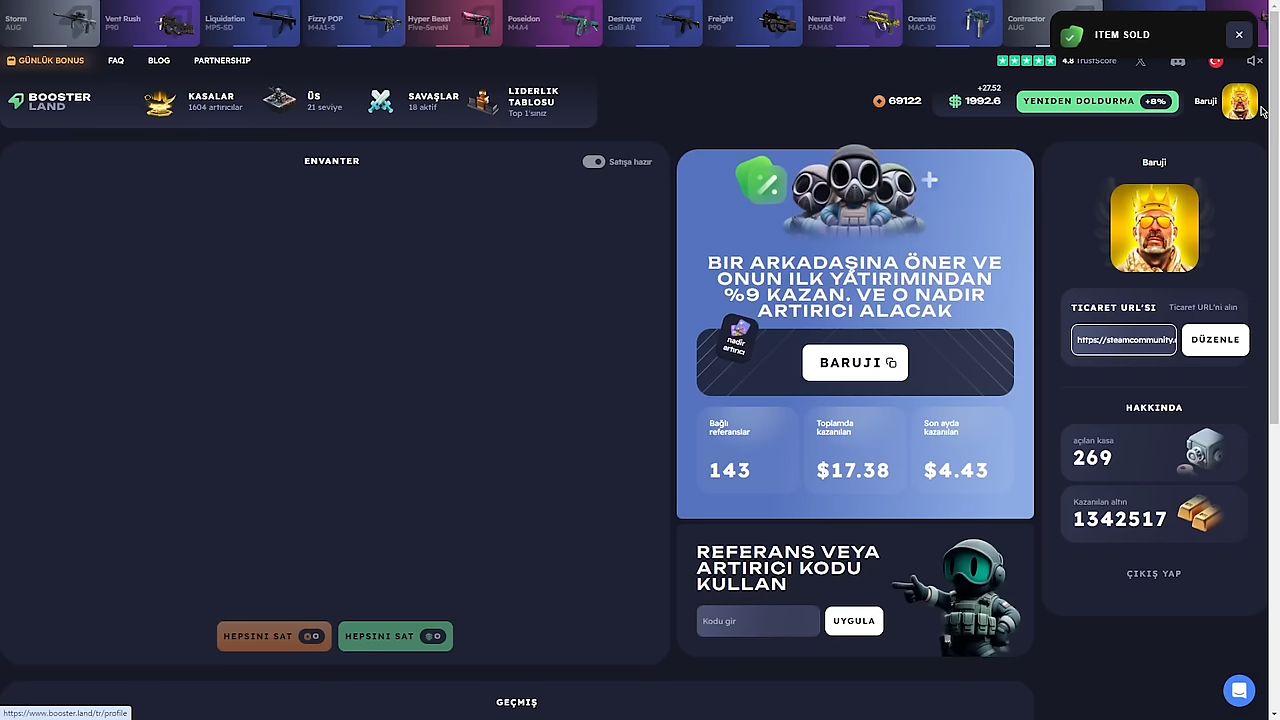 Storm
AUG
Vent Rush
P90
Liquidation
MP5-SD
Fizzy POP
M4A1-S
Hyper Beast
Five-SeveN
Poseidon
M4A4
Destroyer
Galil AR
Freight
P90
Neural Net
FAMAS
Oceanic
MAC-10
Contractor
AUG
ITEM SOLD
GÜNLÜK BONUS
FAQ
BLOG
PARTNERSHIP
4.8 TrustScore
BOOSTER
LAND
KASALAR
1604 artırıcılar
ÜS
21 seviye
SAVAŞLAR
18 aktif
LIDERLIK
TABLOSU
Top 1'sınız
69122
+27.52
1992.6
YENIDEN DOLDURMA +8%
Baruji
ENVANTER
Satışa hazır
BIR ARKADAŞINA ÖNER VE
ONUN ILK YATIRIMINDAN
%9 KAZAN. VE O NADIR
ARTIRICI ALACAK
nadir
artırıcı
BARUJI
Bağlı
referanslar
143
Toplamda
kazanılan
$17.38
Son ayda
kazanılan
$4.43
REFERANS VEYA
ARTIRICI KODU
KULLAN
Kodu gir
UYGULA
Baruji
TICARET URL'SI
Ticaret URL'ni alın
https://steamcommunity.
DÜZENLE
HAKKINDA
açılan kasa
269
Kazanılan altın
1342517
ÇIKIŞ YAP
HEPSINI SAT 0
HEPSINI SAT 0
GEÇMIŞ
https://www.booster.land/tr/profile